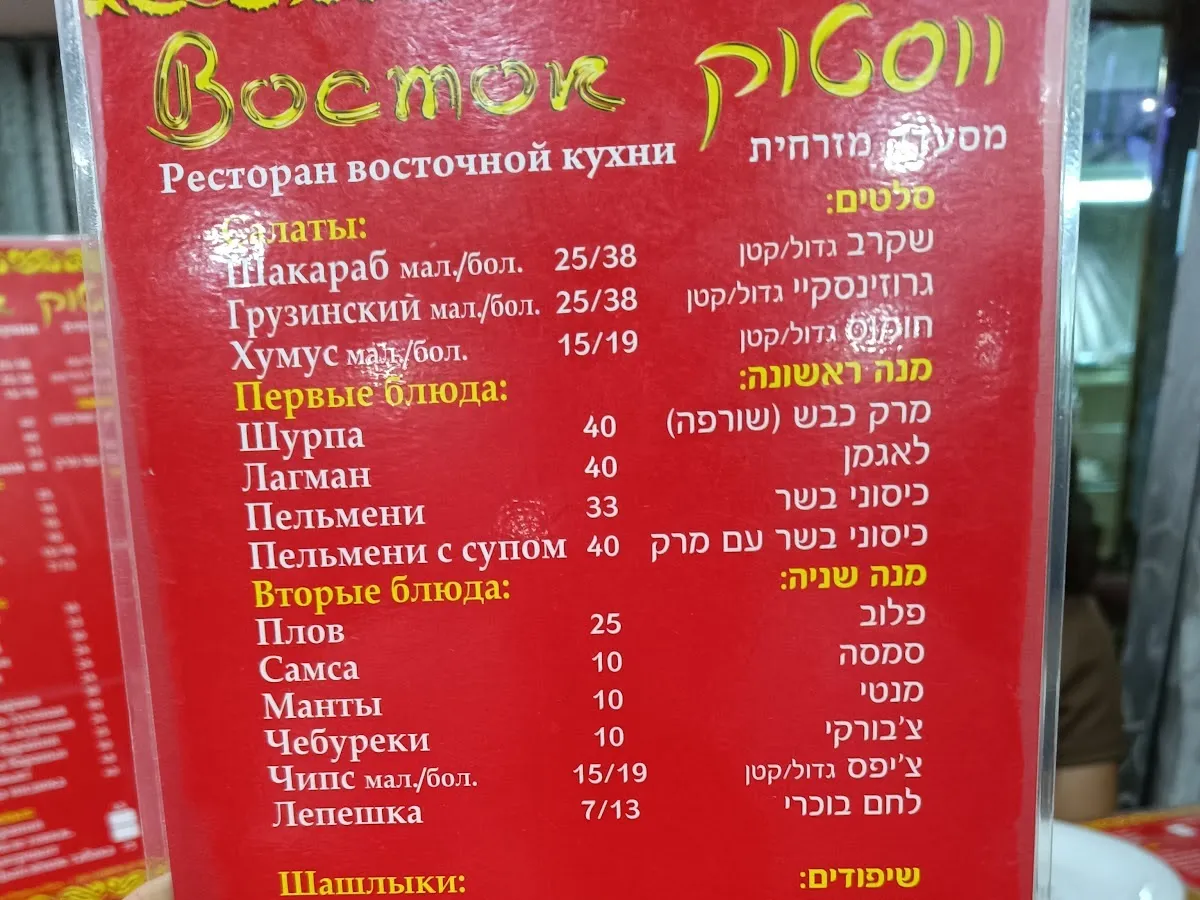 Восток ווסטוק
Ресторан восточной кухни מסעדה מזרחית
Салаты: סלטים:
Шакараб мал./бол. 25/38 שקרב גדול/קטן
Грузинский мал./бол. 25/38 גרוזינסקיי גדול/קטן
Хумус мал./бол. 15/19 חומוס גדול/קטן
Первые блюда: מנה ראשונה:
Шурпа 40 מרק כבש (שורפה)
Лагман 40 לאגמן
Пельмени 33 כיסוני בשר
Пельмени с супом 40 כיסוני בשר עם מרק
Вторые блюда: מנה שניה:
Плов 25 פלוב
Самса 10 סמסה
Манты 10 מנטי
Чебуреки 10 צ'בורקי
Чипс мал./бол. 15/19 צ'יפס גדול/קטן
Лепешка 7/13 לחם בוכרי
Шашлыки: שיפודים: